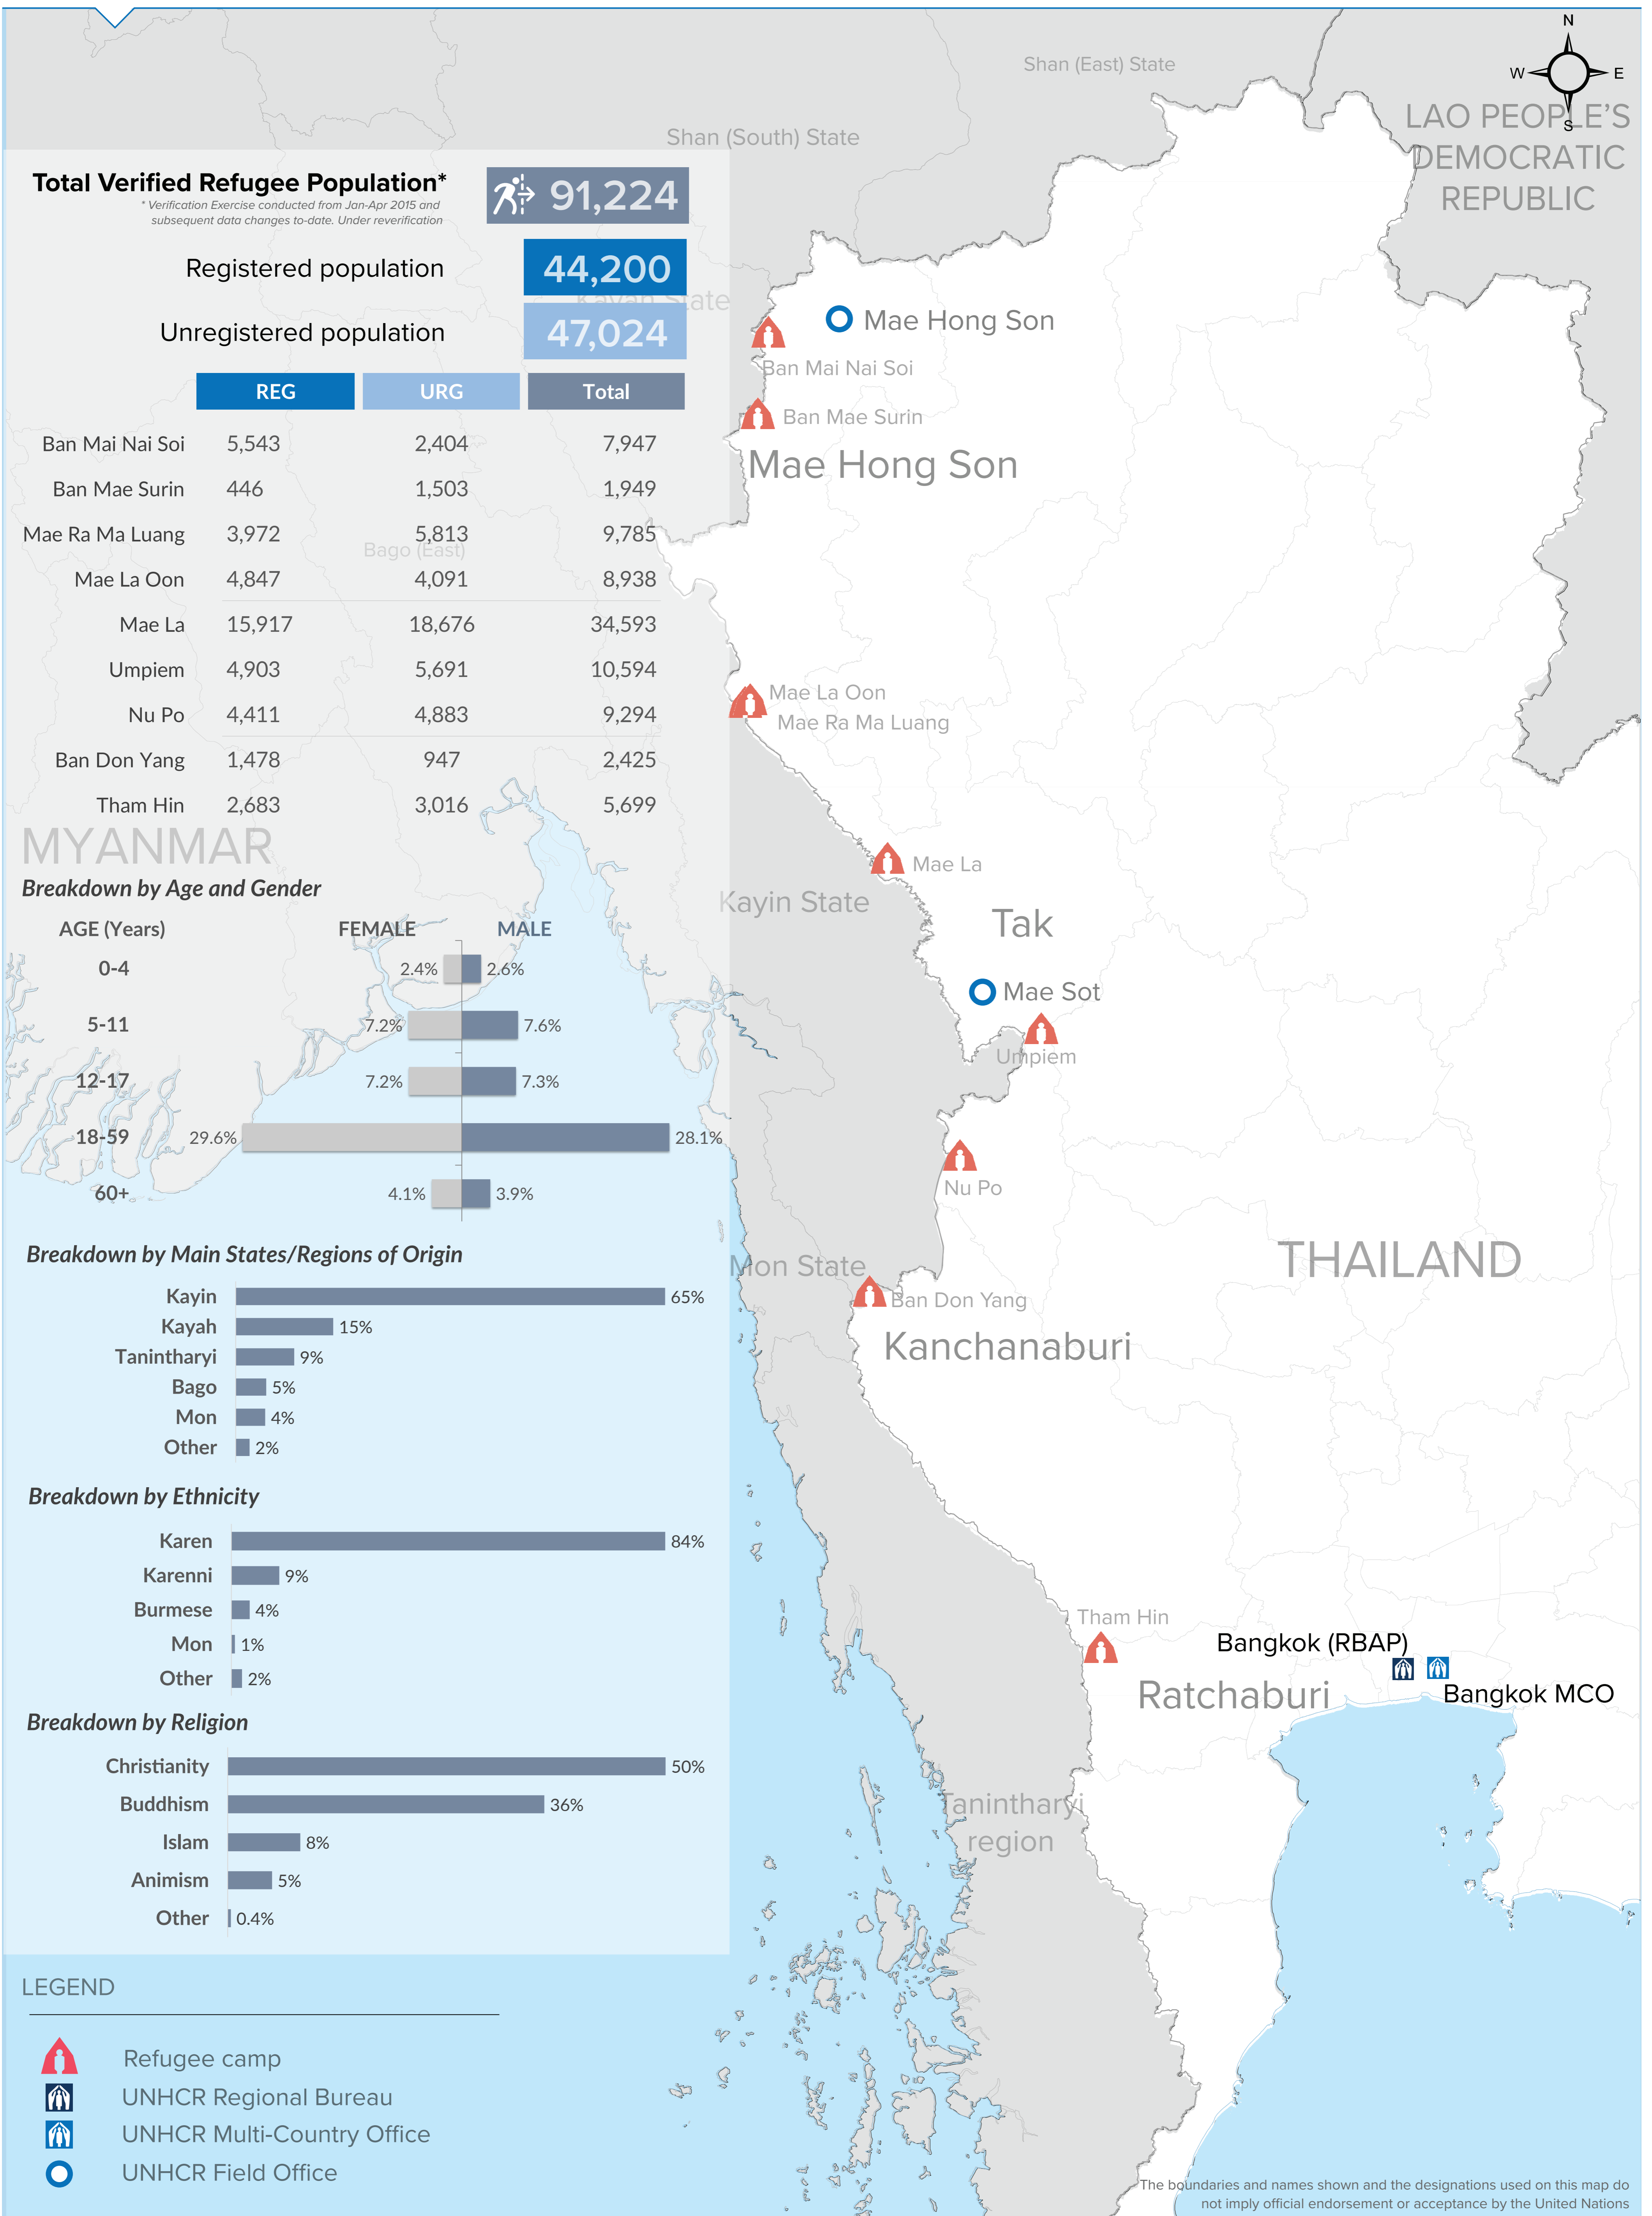 N
W E
S
Shan (East) State
LAO PEOPLE'S
DEMOCRATIC
REPUBLIC
Shan (South) State
Total Verified Refugee Population* 91,224
* Verification Exercise conducted from Jan-Apr 2015 and
subsequent data changes to-date. Under reverification
Registered population 44,200
Kayah State
Unregistered population 47,024
REG URG Total
Ban Mai Nai Soi 5,543 2,404 7,947
Ban Mae Surin 446 1,503 1,949
Mae Ra Ma Luang 3,972 5,813 9,785
Bago (East)
Mae La Oon 4,847 4,091 8,938
Mae La 15,917 18,676 34,593
Umpiem 4,903 5,691 10,594
Nu Po 4,411 4,883 9,294
Ban Don Yang 1,478 947 2,425
Tham Hin 2,683 3,016 5,699
MYANMAR
Breakdown by Age and Gender
AGE (Years) FEMALE MALE
0-4 2.4% 2.6%
5-11 7.2% 7.6%
12-17 7.2% 7.3%
18-59 29.6% 28.1%
60+ 4.1% 3.9%
Breakdown by Main States/Regions of Origin
Kayin 65%
Kayah 15%
Tanintharyi 9%
Bago 5%
Mon 4%
Other 2%
Breakdown by Ethnicity
Karen 84%
Karenni 9%
Burmese 4%
Mon 1%
Other 2%
Breakdown by Religion
Christianity 50%
Buddhism 36%
Islam 8%
Animism 5%
Other 0.4%
LEGEND
Refugee camp
UNHCR Regional Bureau
UNHCR Multi-Country Office
UNHCR Field Office
Mae Hong Son
Ban Mai Nai Soi
Ban Mae Surin
Mae Hong Son
Mae La Oon
Mae Ra Ma Luang
Mae La
Kayin State
Tak
Mae Sot
Umpiem
Nu Po
THAILAND
Mon State
Ban Don Yang
Kanchanaburi
Tham Hin
Bangkok (RBAP)
Ratchaburi
Bangkok MCO
Tanintharyi
region
The boundaries and names shown and the designations used on this map do
not imply official endorsement or acceptance by the United Nations